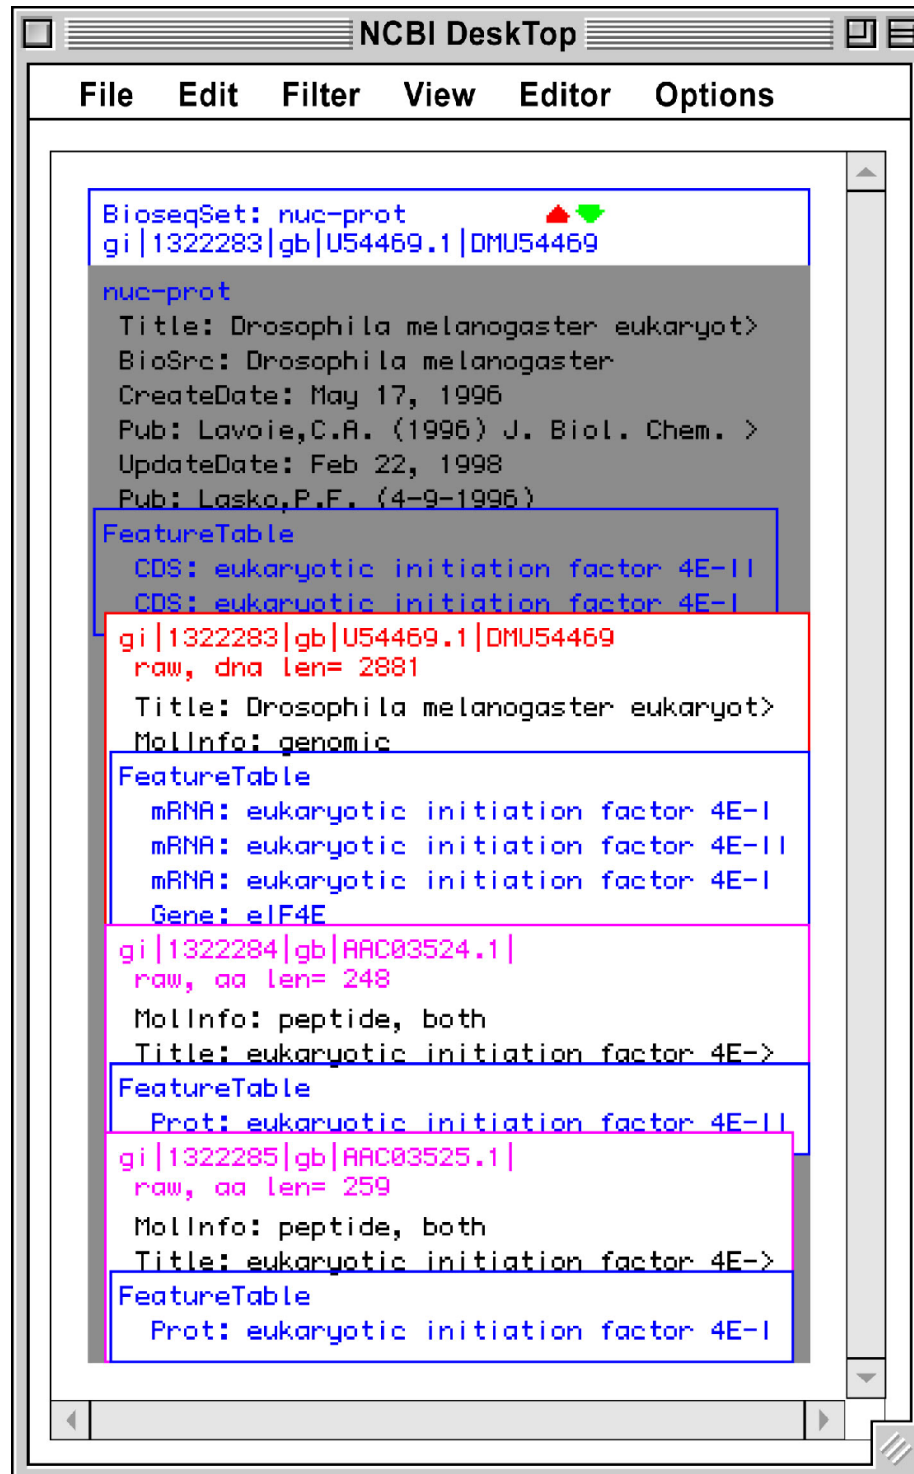 NCBI DeskTop
File Edit Filter View Editor Options
BioseqSet: nuc-prot
gi|1322283|gb|U54469.1|DMU54469
nuc-prot
Title: Drosophila melanogaster eukaryot>
BioSrc: Drosophila melanogaster
CreateDate: May 17, 1996
Pub: Lavoie,C.A. (1996) J. Biol. Chem. >
UpdateDate: Feb 22, 1998
Pub: Lasko,P.F. (4-9-1996)
FeatureTable
CDS: eukaryotic initiation factor 4E-II
CDS: eukaryotic initiation factor 4E-I
gi|1322283|gb|U54469.1|DMU54469
raw, dna len= 2881
Title: Drosophila melanogaster eukaryot>
MolInfo: genomic
FeatureTable
mRNA: eukaryotic initiation factor 4E-I
mRNA: eukaryotic initiation factor 4E-II
mRNA: eukaryotic initiation factor 4E-I
Gene: eIF4E
gi|1322284|gb|AAC03524.1|
raw, aa len= 248
MolInfo: peptide, both
Title: eukaryotic initiation factor 4E->
FeatureTable
Prot: eukaryotic initiation factor 4E-II
gi|1322285|gb|AAC03525.1|
raw, aa len= 259
MolInfo: peptide, both
Title: eukaryotic initiation factor 4E->
FeatureTable
Prot: eukaryotic initiation factor 4E-I